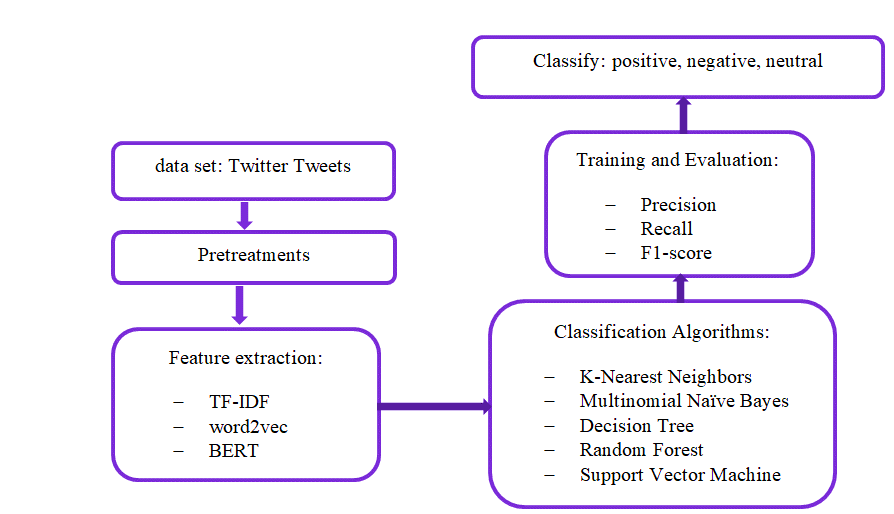 data set: Twitter Tweets
Pretreatments
Feature extraction:
– TF-IDF
– word2vec
– BERT
Classification Algorithms:
– K-Nearest Neighbors
– Multinomial Naïve Bayes
– Decision Tree
– Random Forest
– Support Vector Machine
Training and Evaluation:
– Precision
– Recall
– F1-score
Classify: positive, negative, neutral